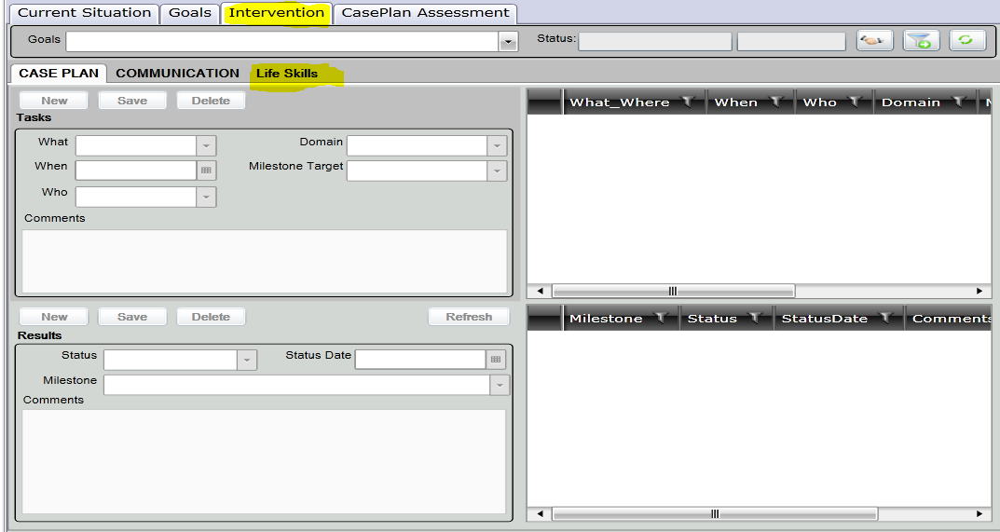 Current Situation Goals Intervention CasePlan Assessment
Goals Status:
CASE PLAN COMMUNICATION Life Skills
New Save Delete
Tasks
What Domain
When Milestone Target
Who
Comments
What_Where When Who Domain
New Save Delete Refresh
Results
Status Status Date
Milestone
Comments
Milestone Status StatusDate Comments